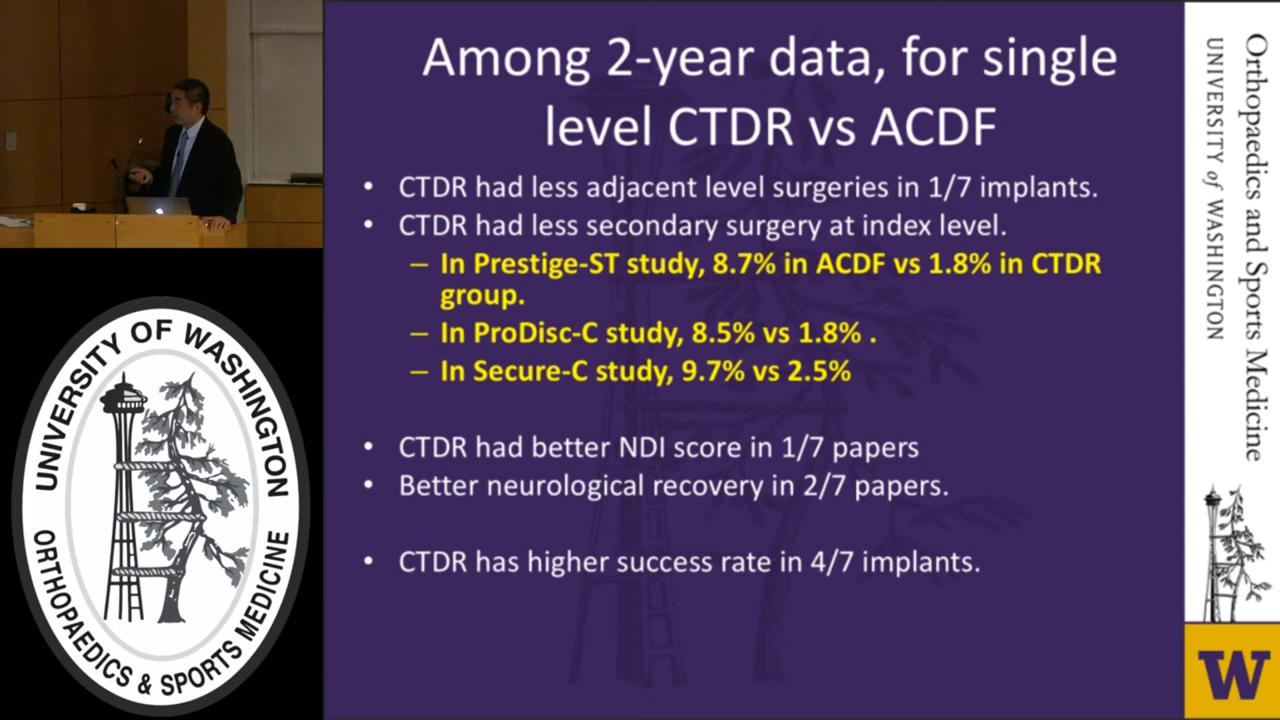 Among 2-year data, for single
level CTDR vs ACDF
• CTDR had less adjacent level surgeries in 1/7 implants.
• CTDR had less secondary surgery at index level.
– In Prestige-ST study, 8.7% in ACDF vs 1.8% in CTDR
group.
– In ProDisc-C study, 8.5% vs 1.8% .
– In Secure-C study, 9.7% vs 2.5%
• CTDR had better NDI score in 1/7 papers
• Better neurological recovery in 2/7 papers.
• CTDR has higher success rate in 4/7 implants.
UNIVERSITY OF WASHINGTON
ORTHOPAEDICS & SPORTS MEDICINE
Orthopaedics and Sports Medicine
UNIVERSITY of WASHINGTON
W